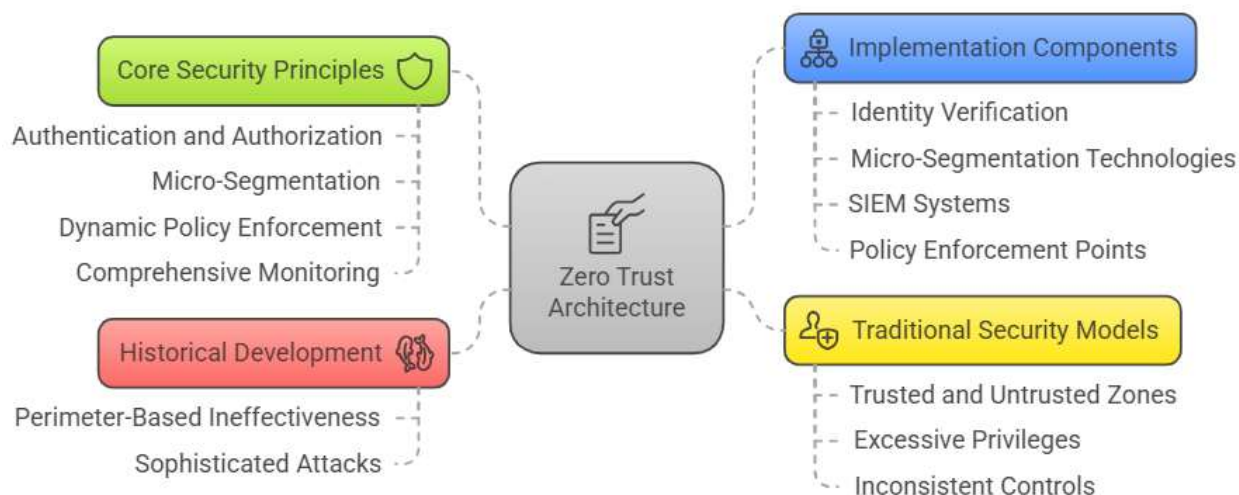 Core Security Principles
Authentication and Authorization
Micro-Segmentation
Dynamic Policy Enforcement
Comprehensive Monitoring
Historical Development
Perimeter-Based Ineffectiveness
Sophisticated Attacks
Zero Trust
Architecture
Implementation Components
Identity Verification
Micro-Segmentation Technologies
SIEM Systems
Policy Enforcement Points
Traditional Security Models
Trusted and Untrusted Zones
Excessive Privileges
Inconsistent Controls